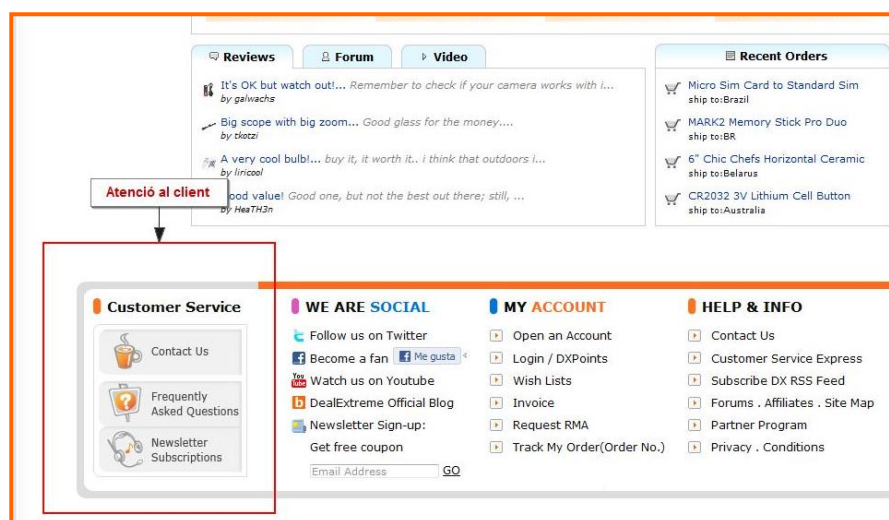 Reviews
Forum
Video
It's OK but watch out!... Remember to check if your camera works with i...
by galwachs
Big scope with big zoom... Good glass for the money....
by tkotzi
A very cool bulb!... buy it, it worth it.. i think that outdoors i...
by liricool
ood value! Good one, but not the best out there; still, ...
by HeaTH3n
Recent Orders
Micro Sim Card to Standard Sim
ship to:Brazil
MARK2 Memory Stick Pro Duo
ship to:BR
6" Chic Chefs Horizontal Ceramic
ship to:Belarus
CR2032 3V Lithium Cell Button
ship to:Australia
Atenció al client
Customer Service
Contact Us
Frequently
Asked Questions
Newsletter
Subscriptions
WE ARE SOCIAL
Follow us on Twitter
Become a fan Me gusta
You
Tube
Watch us on Youtube
DealExtreme Official Blog
Newsletter Sign-up:
Get free coupon
Email Address GO
MY ACCOUNT
Open an Account
Login / DXPoints
Wish Lists
Invoice
Request RMA
Track My Order(Order No.)
HELP & INFO
Contact Us
Customer Service Express
Subscribe DX RSS Feed
Forums . Affiliates . Site Map
Partner Program
Privacy . Conditions